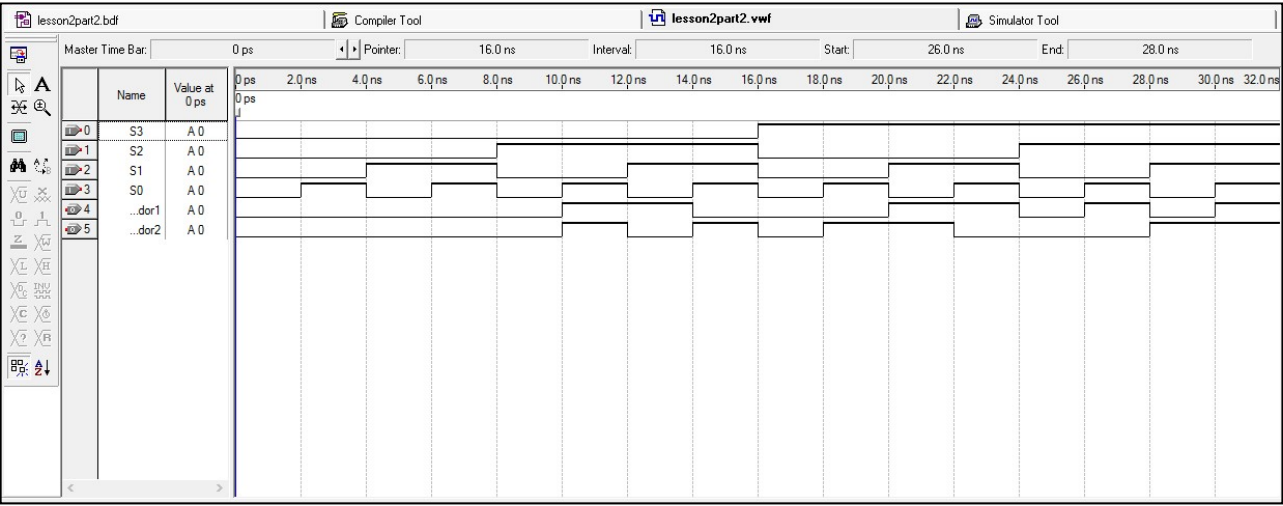 lesson2part2.bdf Compiler Tool lesson2part2.vwf Simulator Tool
Master Time Bar: 0 ps Pointer: 16.0 ns Interval: 16.0 ns Start: 26.0 ns End: 28.0 ns
Name Value at 0 ps
0 ps 2.0 ns 4.0 ns 6.0 ns 8.0 ns 10.0 ns 12.0 ns 14.0 ns 16.0 ns 18.0 ns 20.0 ns 22.0 ns 24.0 ns 26.0 ns 28.0 ns 30.0 ns 32.0 ns
0 ps
0 S3 A 0
1 S2 A 0
2 S1 A 0
3 S0 A 0
4 ...dor1 A 0
5 ...dor2 A 0